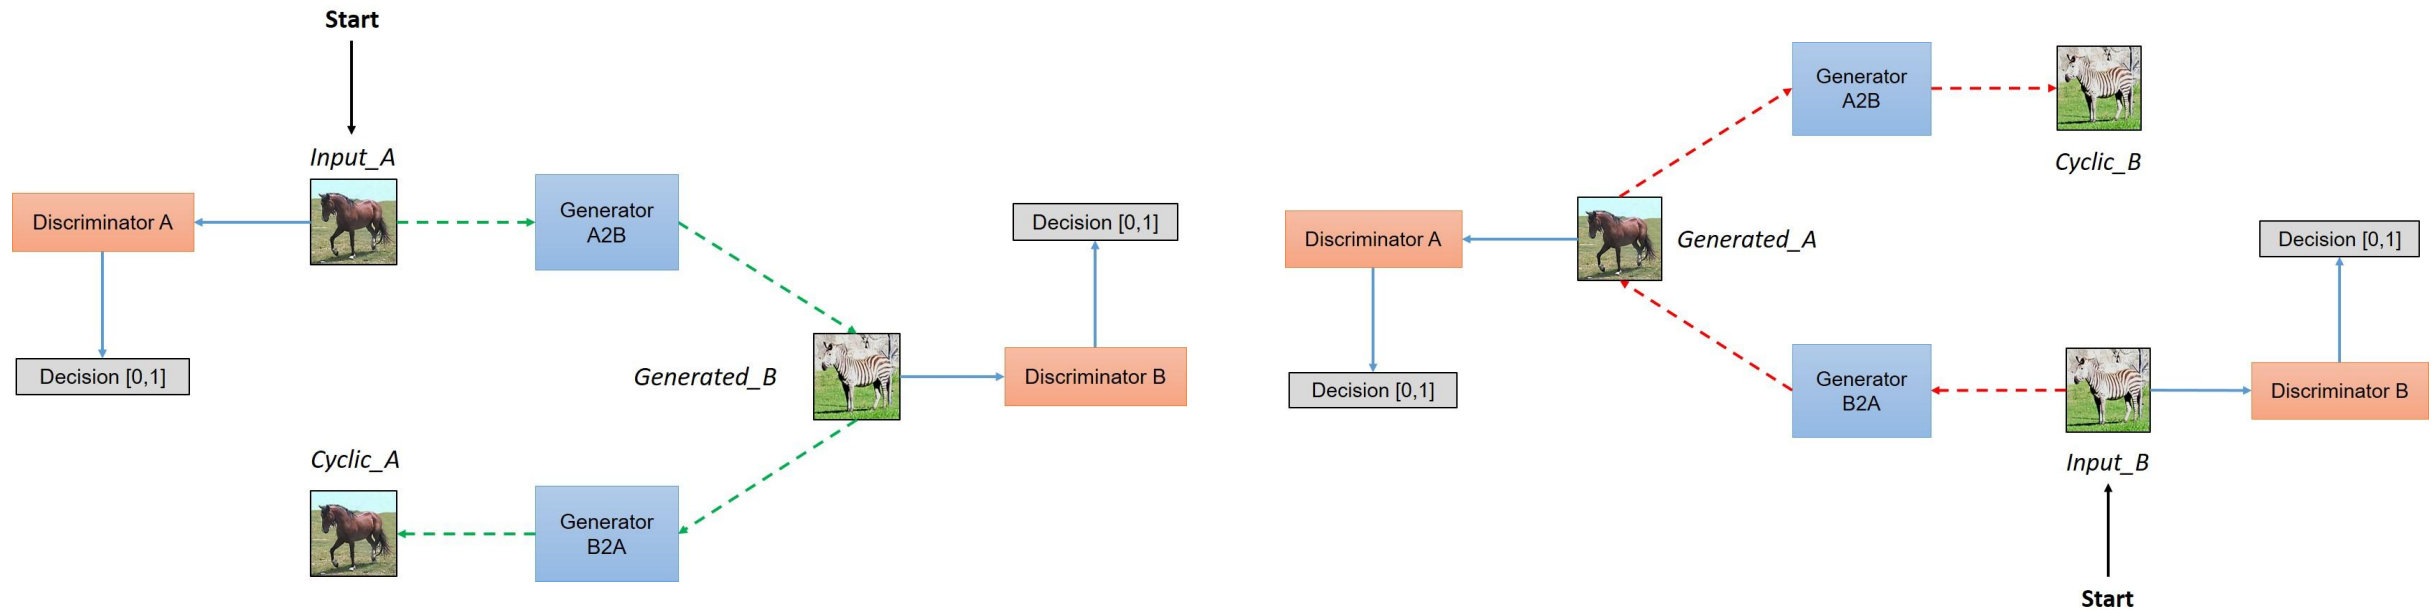 Start
Input_A
Discriminator A
Generator
A2B
Decision [0,1]
Decision [0,1]
Generated_B
Discriminator B
Cyclic_A
Generator
B2A
Generator
A2B
Cyclic_B
Discriminator A
Generated_A
Decision [0,1]
Decision [0,1]
Generator
B2A
Discriminator B
Input_B
Start